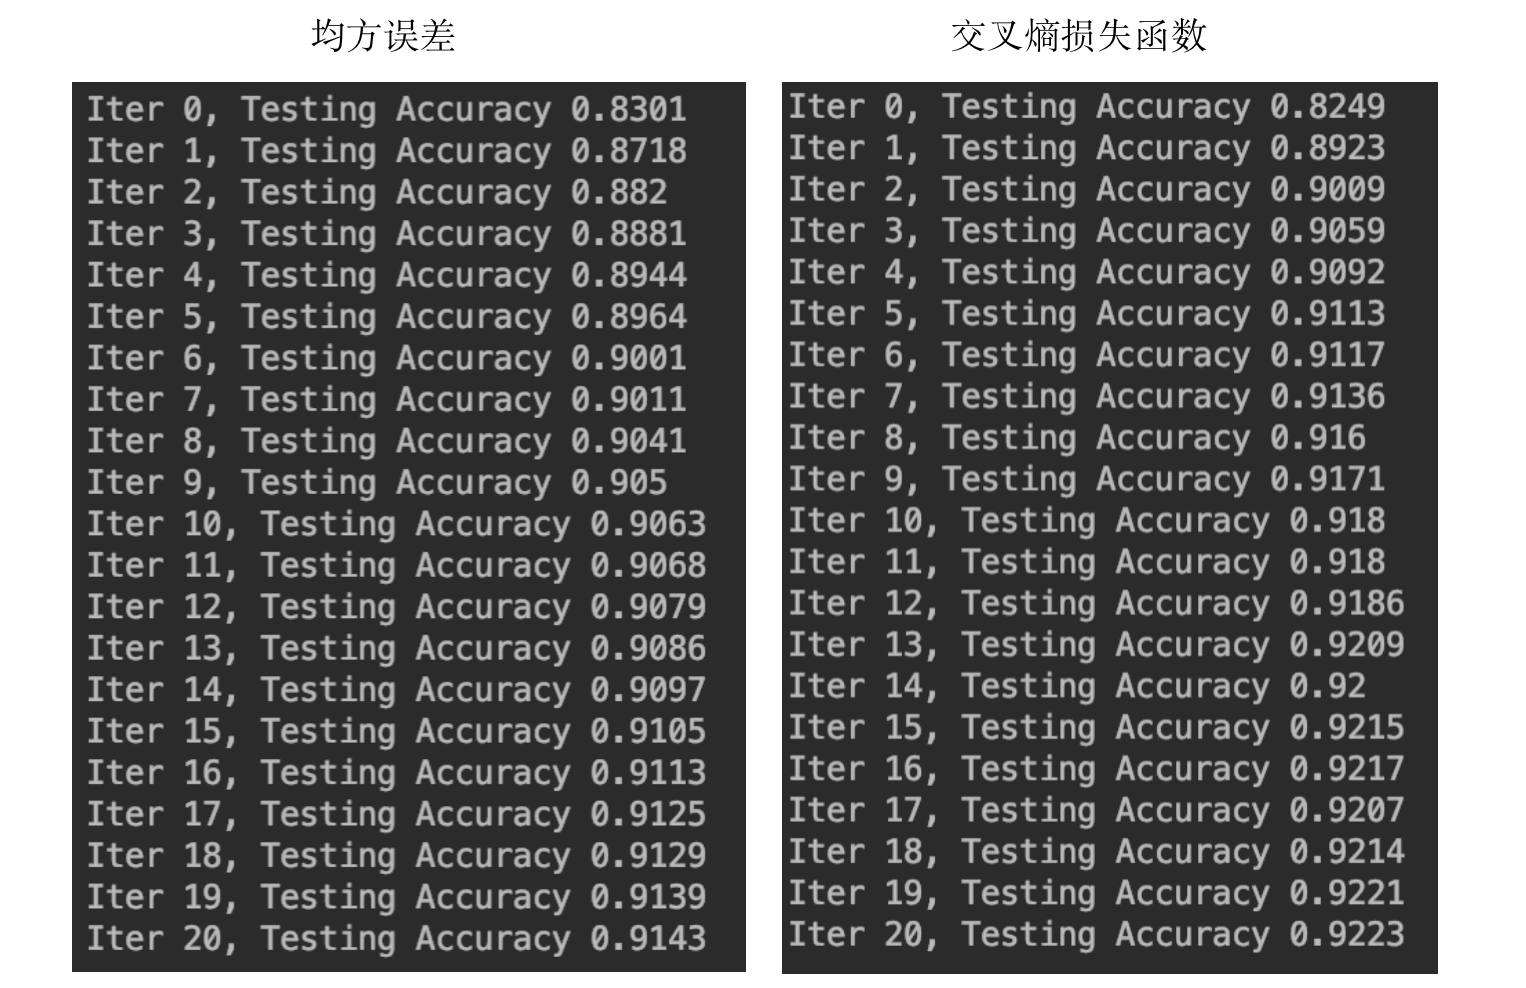 均方误差
Iter 0, Testing Accuracy 0.8301
Iter 1, Testing Accuracy 0.8718
Iter 2, Testing Accuracy 0.882
Iter 3, Testing Accuracy 0.8881
Iter 4, Testing Accuracy 0.8944
Iter 5, Testing Accuracy 0.8964
Iter 6, Testing Accuracy 0.9001
Iter 7, Testing Accuracy 0.9011
Iter 8, Testing Accuracy 0.9041
Iter 9, Testing Accuracy 0.905
Iter 10, Testing Accuracy 0.9063
Iter 11, Testing Accuracy 0.9068
Iter 12, Testing Accuracy 0.9079
Iter 13, Testing Accuracy 0.9086
Iter 14, Testing Accuracy 0.9097
Iter 15, Testing Accuracy 0.9105
Iter 16, Testing Accuracy 0.9113
Iter 17, Testing Accuracy 0.9125
Iter 18, Testing Accuracy 0.9129
Iter 19, Testing Accuracy 0.9139
Iter 20, Testing Accuracy 0.9143
交叉熵损失函数
Iter 0, Testing Accuracy 0.8249
Iter 1, Testing Accuracy 0.8923
Iter 2, Testing Accuracy 0.9009
Iter 3, Testing Accuracy 0.9059
Iter 4, Testing Accuracy 0.9092
Iter 5, Testing Accuracy 0.9113
Iter 6, Testing Accuracy 0.9117
Iter 7, Testing Accuracy 0.9136
Iter 8, Testing Accuracy 0.916
Iter 9, Testing Accuracy 0.9171
Iter 10, Testing Accuracy 0.918
Iter 11, Testing Accuracy 0.918
Iter 12, Testing Accuracy 0.9186
Iter 13, Testing Accuracy 0.9209
Iter 14, Testing Accuracy 0.92
Iter 15, Testing Accuracy 0.9215
Iter 16, Testing Accuracy 0.9217
Iter 17, Testing Accuracy 0.9207
Iter 18, Testing Accuracy 0.9214
Iter 19, Testing Accuracy 0.9221
Iter 20, Testing Accuracy 0.9223